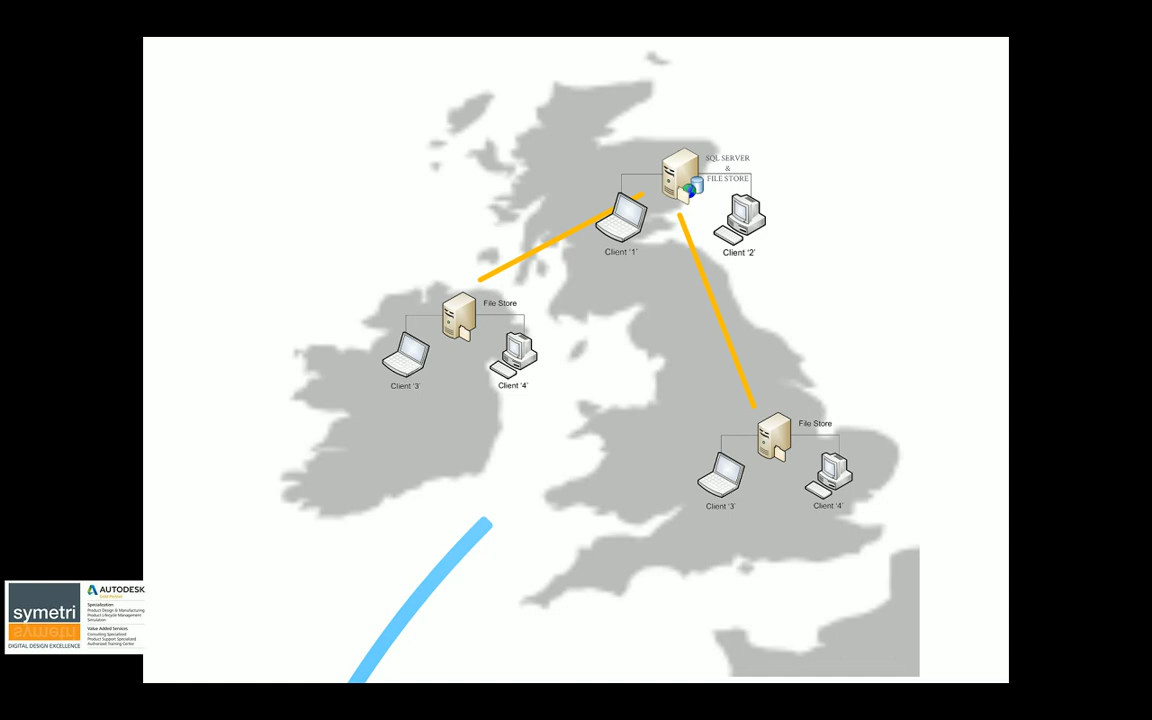 SQL SERVER
&
FILE STORE
Client '1'
Client '2'
File Store
Client '3'
Client '4'
File Store
Client '3'
Client '4'
symetri
DIGITAL DESIGN EXCELLENCE
AUTODESK
Specialization
Product Design & Manufacturing
Product Lifecycle Management
Simulation
Value Added Services
Consulting Specialized
Product Support Specialized
Authorized Training Center